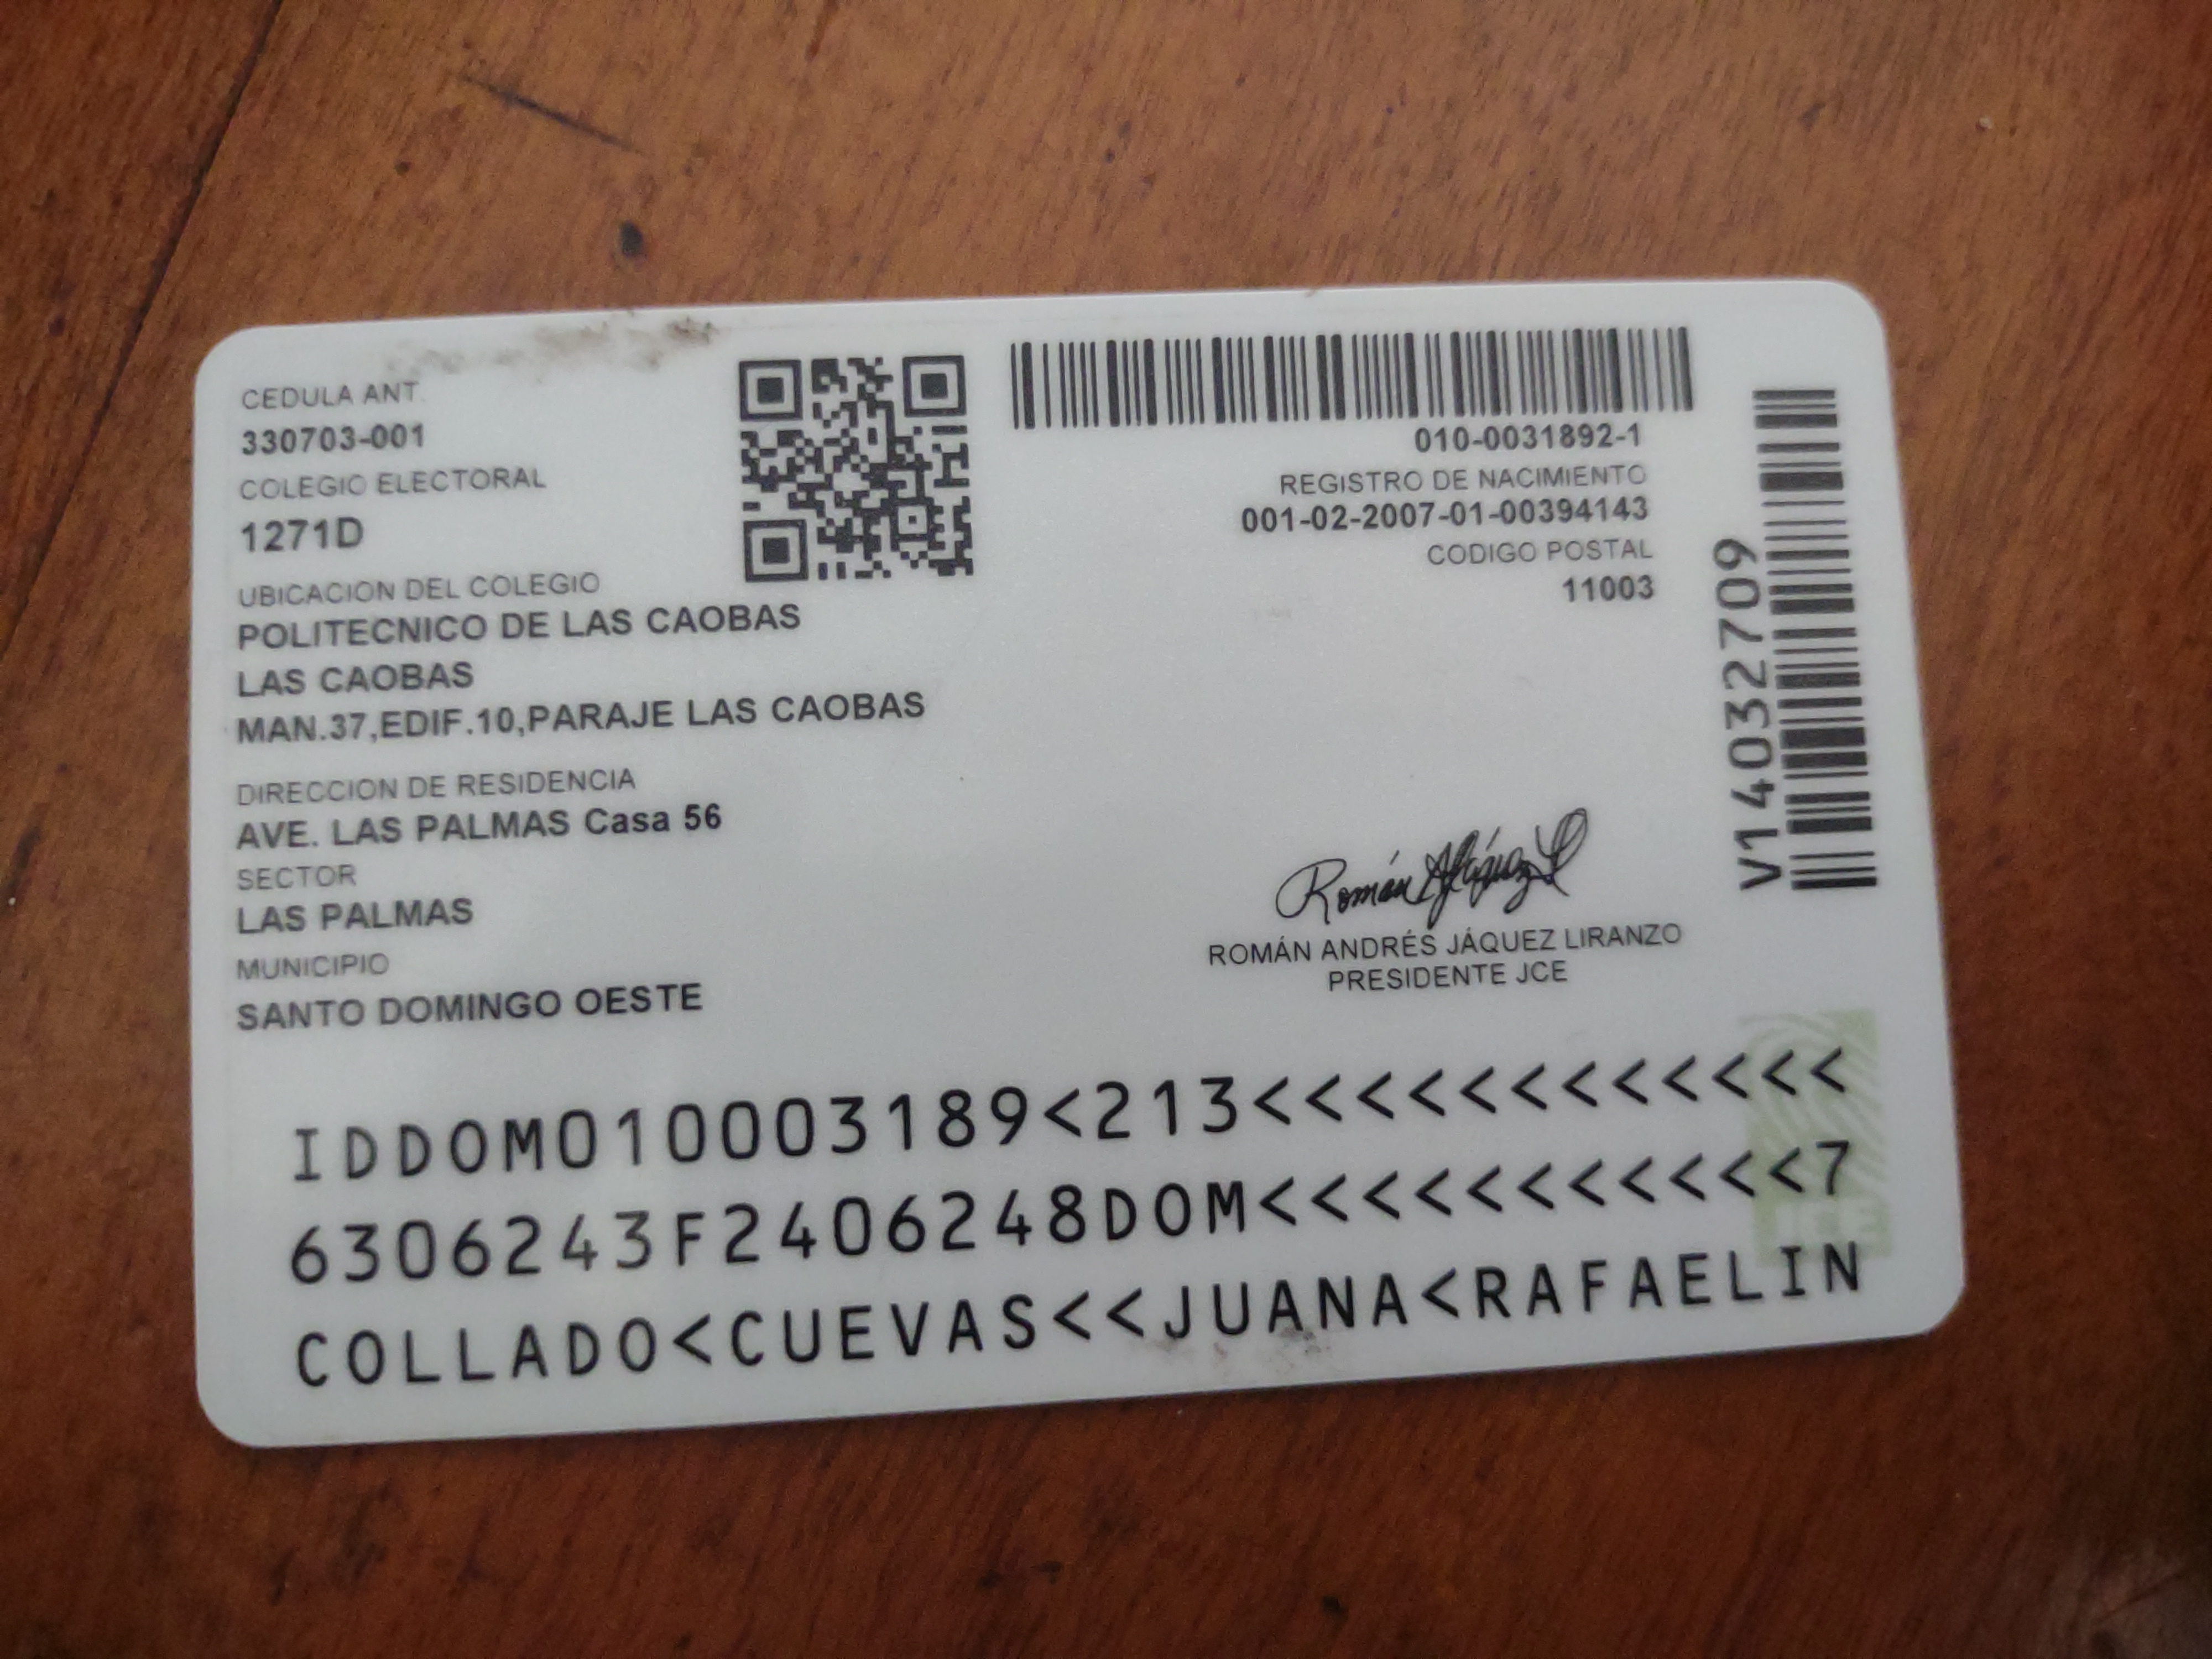 CEDULA ANT.
330703-001
COLEGIO ELECTORAL
1271D
UBICACION DEL COLEGIO
POLITECNICO DE LAS CAOBAS
LAS CAOBAS
MAN.37,EDIF.10,PARAJE LAS CAOBAS
DIRECCION DE RESIDENCIA
AVE. LAS PALMAS Casa 56
SECTOR
LAS PALMAS
MUNICIPIO
SANTO DOMINGO OESTE
010-0031892-1
REGISTRO DE NACIMIENTO
001-02-2007-01-00394143
CODIGO POSTAL
11003
ROMÁN ANDRÉS JÁQUEZ LIRANZO
PRESIDENTE JCE
V14032709
JCE
IDDOM010003189<213<<<<<<<<<<<<
6306243F2406248DOM<<<<<<<<<<<7
COLLADO<CUEVAS<<JUANA<RAFAELIN